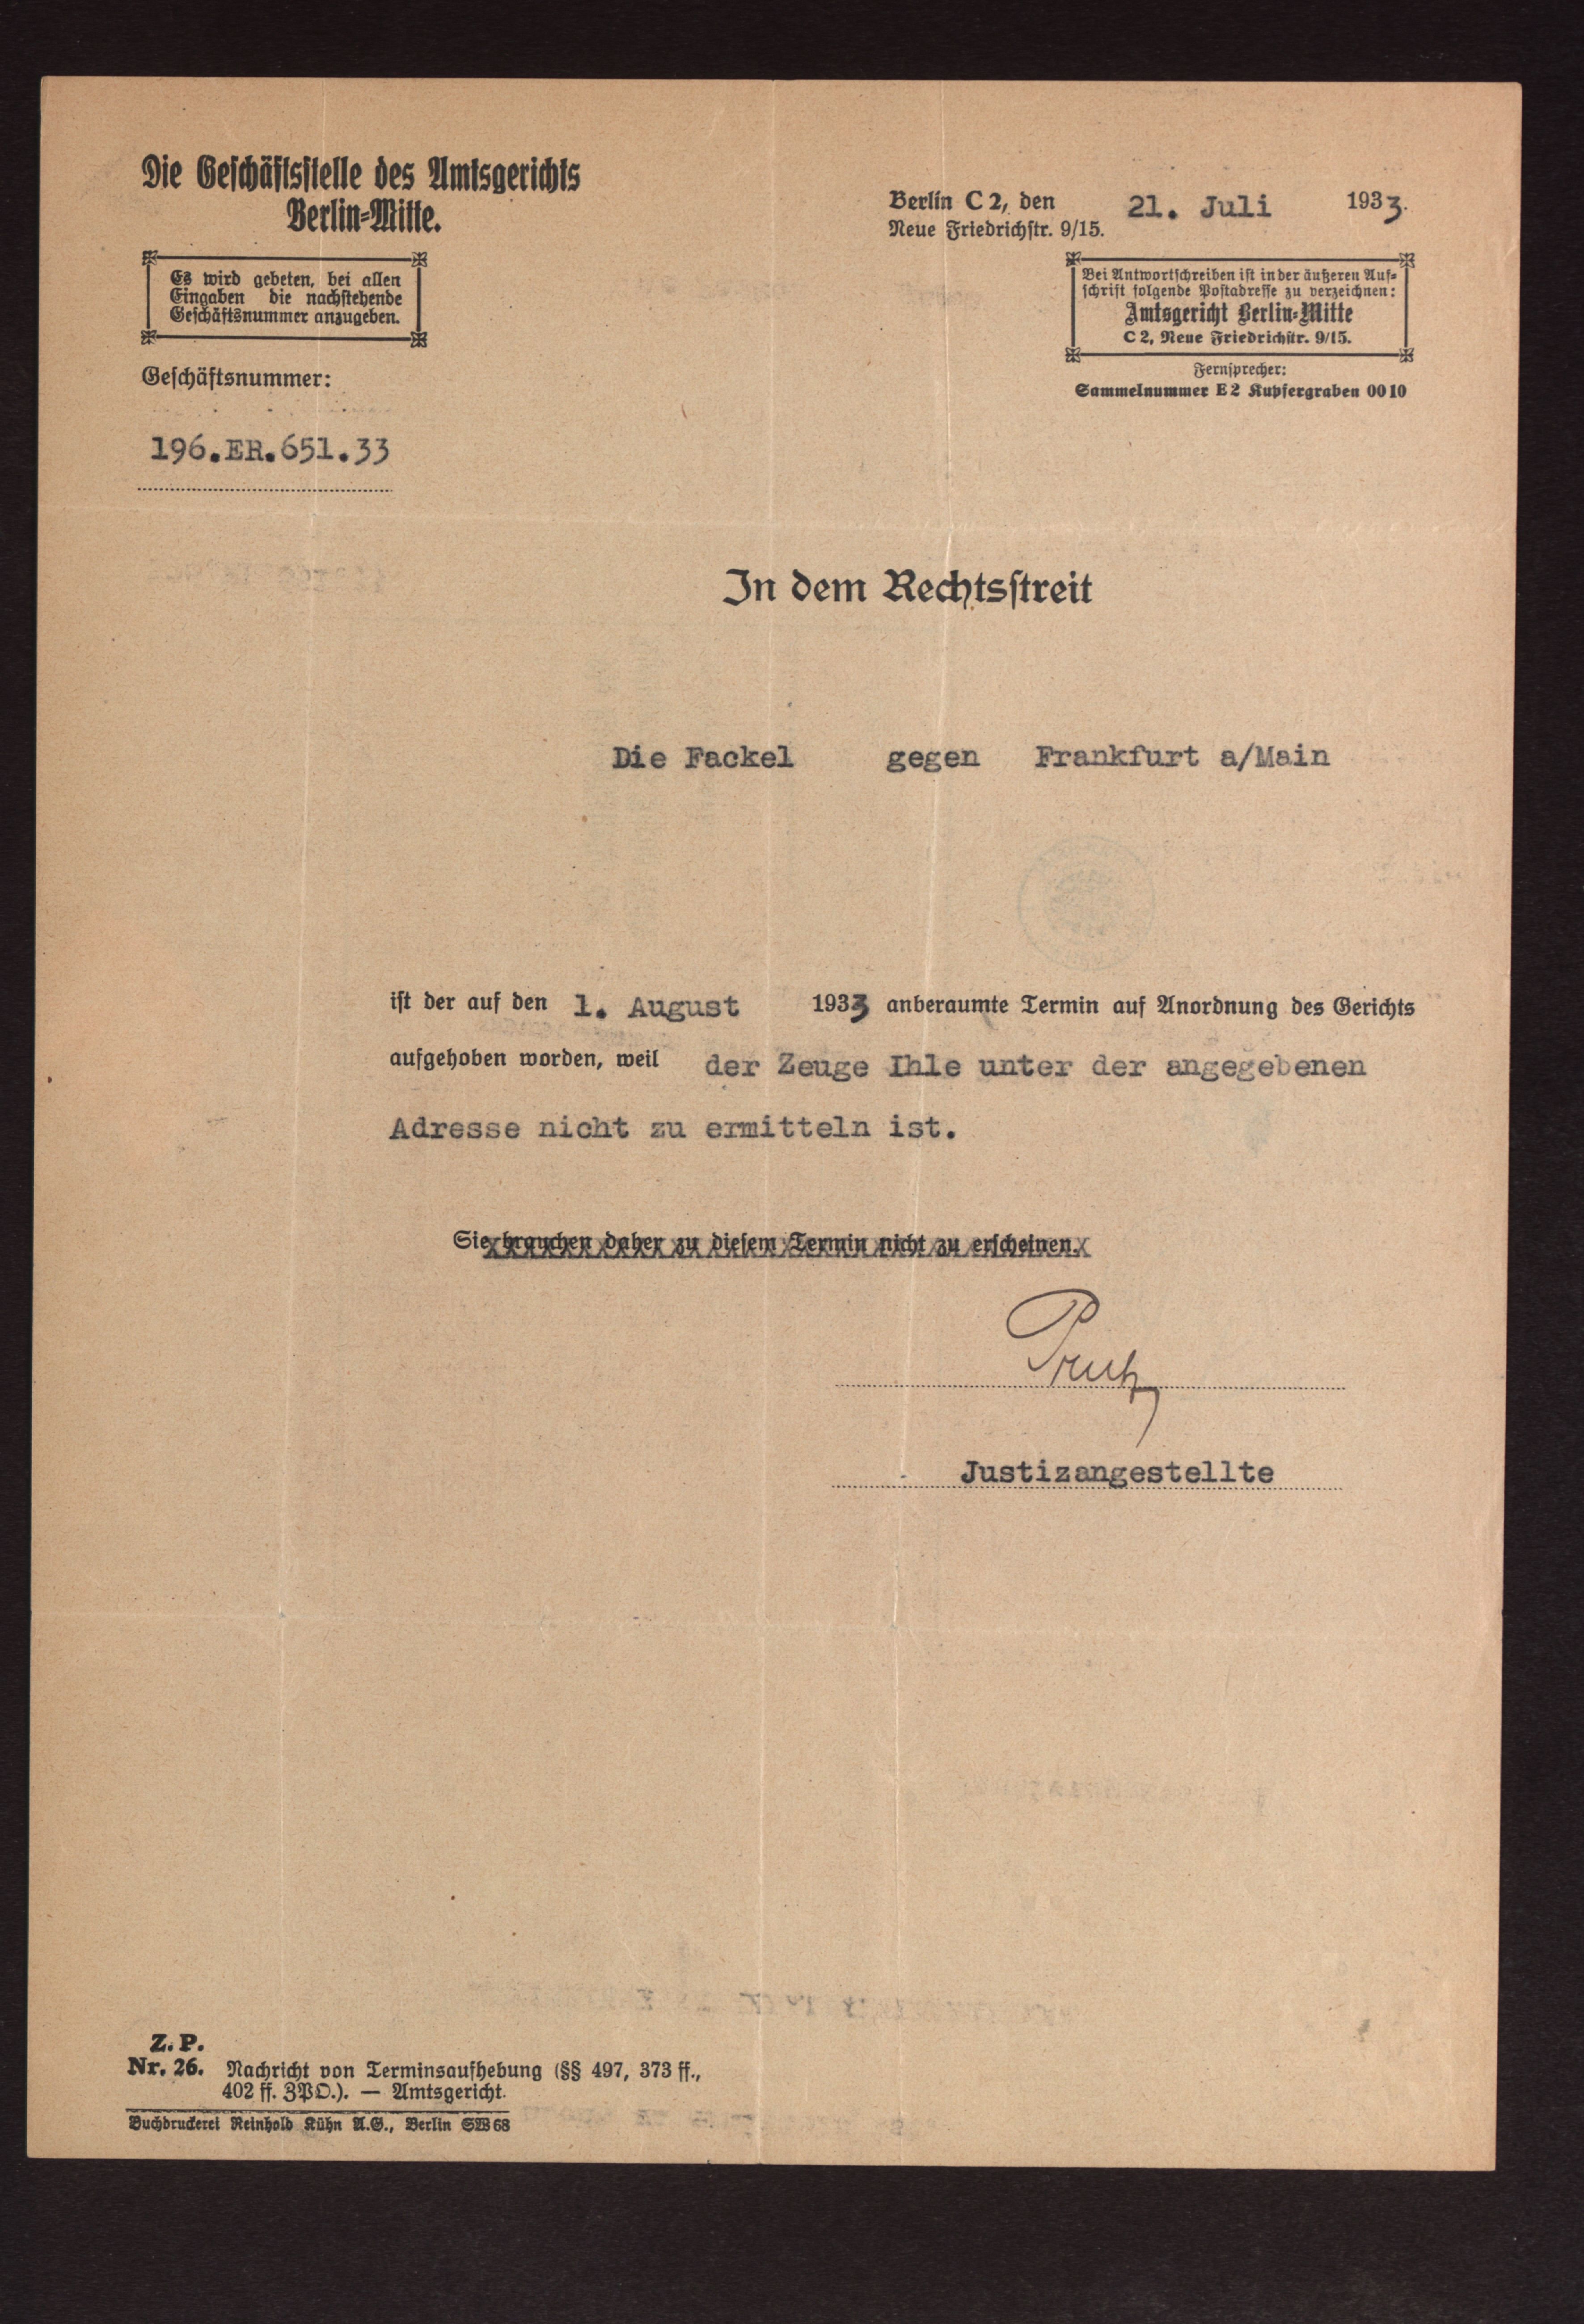 Die Geschäftsstelle des Amtsgerichts
Berlin-Mitte.
Es wird gebeten, bei allen
Eingaben die nachstehende
Geschäftsnummer anzugeben.
Geschäftsnummer:
196.ER.651.33
Berlin C 2, den 21. Juli 1933.
Neue Friedrichstr. 9/15.
Bei Antwortschreiben ist in der äußeren Auf-
schrift folgende Postadresse zu verzeichnen:
Amtsgericht Berlin-Mitte
C 2, Neue Friedrichstr. 9/15.
Fernsprecher:
Sammelnummer E 2 Kupfergraben 00 10
In dem Rechtsstreit
Die Fackel gegen Frankfurt a/Main
ist der auf den 1. August 1933 anberaumte Termin auf Anordnung des Gerichts
aufgehoben worden, weil der Zeuge Ihle unter der angegebenen
Adresse nicht zu ermitteln ist.
Sie brauchen daher zu diesem Termin nicht zu erscheinen.
Justizangestellte
Z. P.
Nr. 26. Nachricht von Terminsaufhebung (§§ 497, 373 ff.,
402 ff. ZPO.). — Amtsgericht.
Buchdruckerei Reinhold Kühn A.G., Berlin SW 68